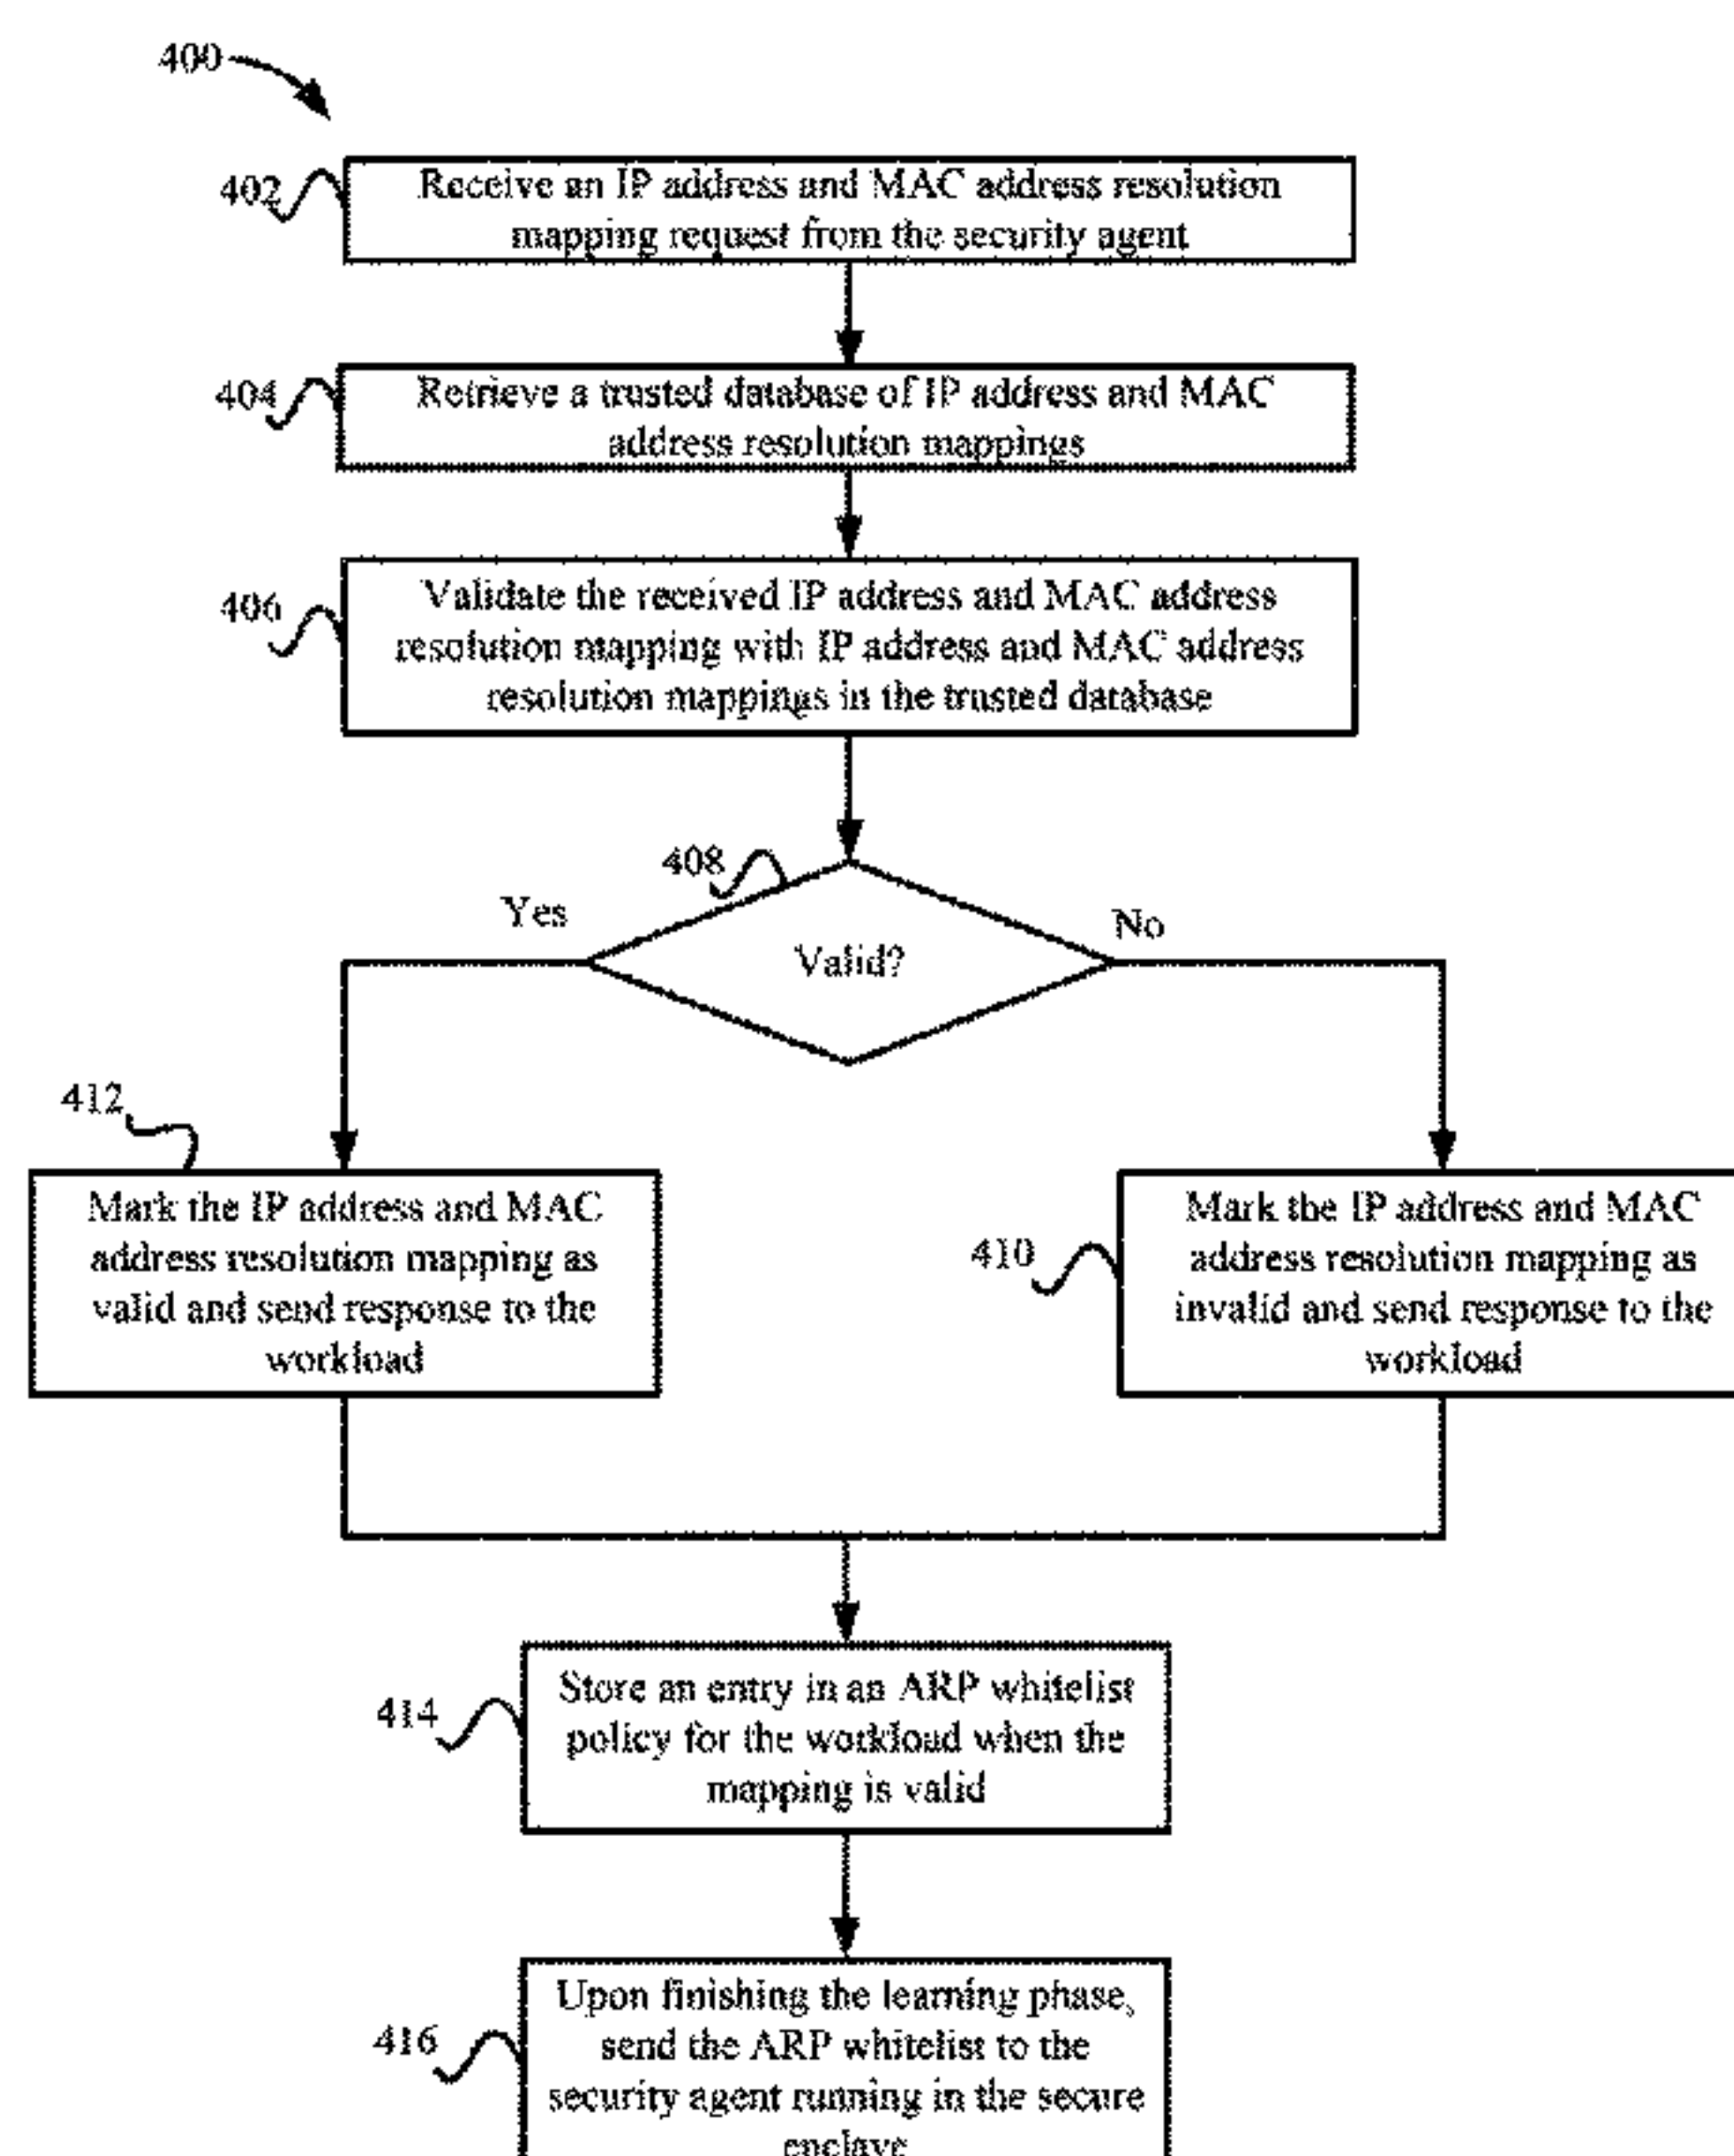 400
402
Receive an IP address and MAC address resolution
mapping request from the security agent
404
Retrieve a trusted database of IP address and MAC
address resolution mappings
406
Validate the received IP address and MAC address
resolution mapping with IP address and MAC address
resolution mappings in the trusted database
408
Yes
No
Valid?
412
Mark the IP address and MAC
address resolution mapping as
valid and send response to the
workload
410
Mark the IP address and MAC
address resolution mapping as
invalid and send response to the
workload
414
Store an entry in an ARP whitelist
policy for the workload when the
mapping is valid
416
Upon finishing the learning phase,
send the ARP whitelist to the
security agent running in the secure
enclave